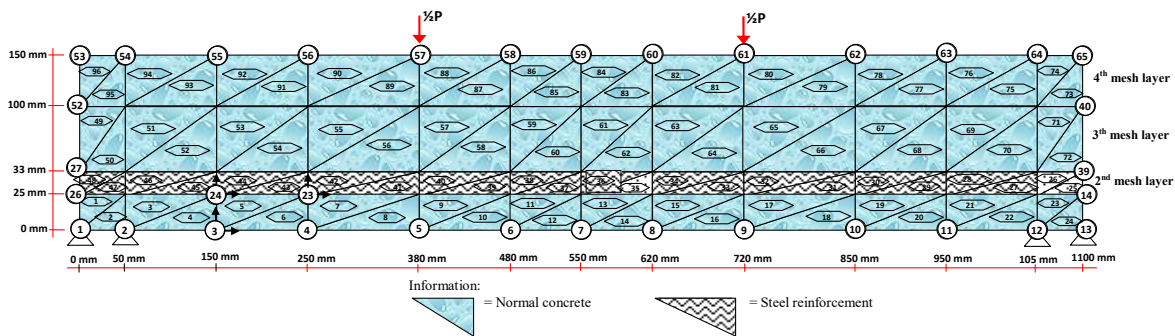 ½P ½P
150 mm 53 54 55 56 57 58 59 60 61 62 63 64 65
96 94 92 90 88 86 84 82 80 78 76 74
4th mesh layer
95 93 91 89 87 85 83 81 79 77 75 73
100 mm 52 40
49 51 53 55 57 59 61 63 65 67 69 71
3th mesh layer
50 52 54 56 58 60 62 64 66 68 70 72
33 mm 27 39
2nd mesh layer
25 mm 26 24 23 14
1 3 5 7 9 11 13 15 17 19 21 23
2 4 6 8 10 12 14 16 18 20 22 24
0 mm 1 2 3 4 5 6 7 8 9 10 11 12 13
0 mm 50 mm 150 mm 250 mm 380 mm 480 mm 550 mm 620 mm 720 mm 850 mm 950 mm 105 mm 1100 mm
Information:
= Normal concrete = Steel reinforcement